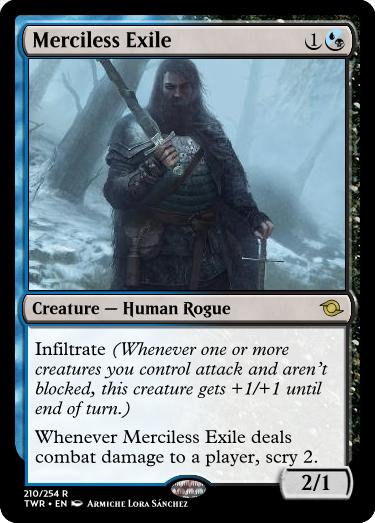 Merciless Exile 1
Creature — Human Rogue
Infiltrate (Whenever one or more
creatures you control attack and aren't
blocked, this creature gets +1/+1 until
end of turn.)
Whenever Merciless Exile deals
combat damage to a player, scry 2.
2/1
210/254 R
TWR • EN Armiche Lora Sánchez